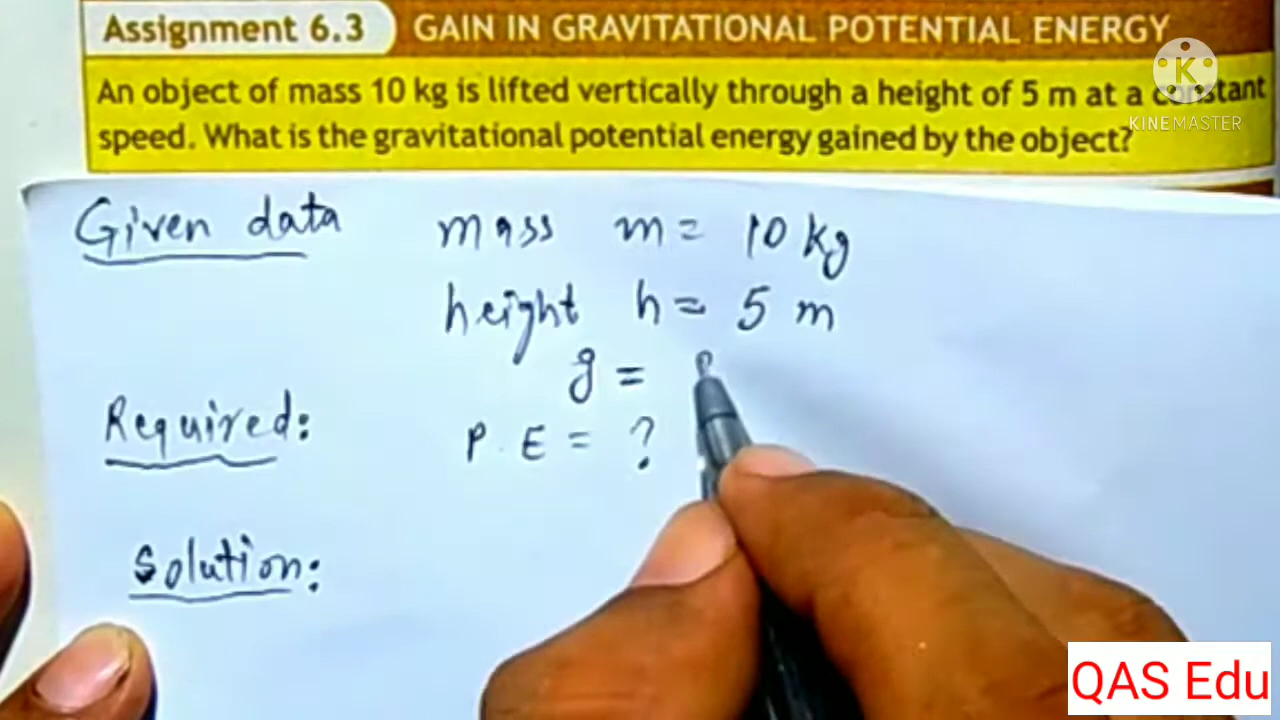 Assignment 6.3 GAIN IN GRAVITATIONAL POTENTIAL ENERGY
An object of mass 10 kg is lifted vertically through a height of 5 m at a constant
speed. What is the gravitational potential energy gained by the object?
K
KINEMASTER
Given data mass m = 10 kg
height h = 5 m
g =
Required: P.E = ?
Solution:
QAS Edu